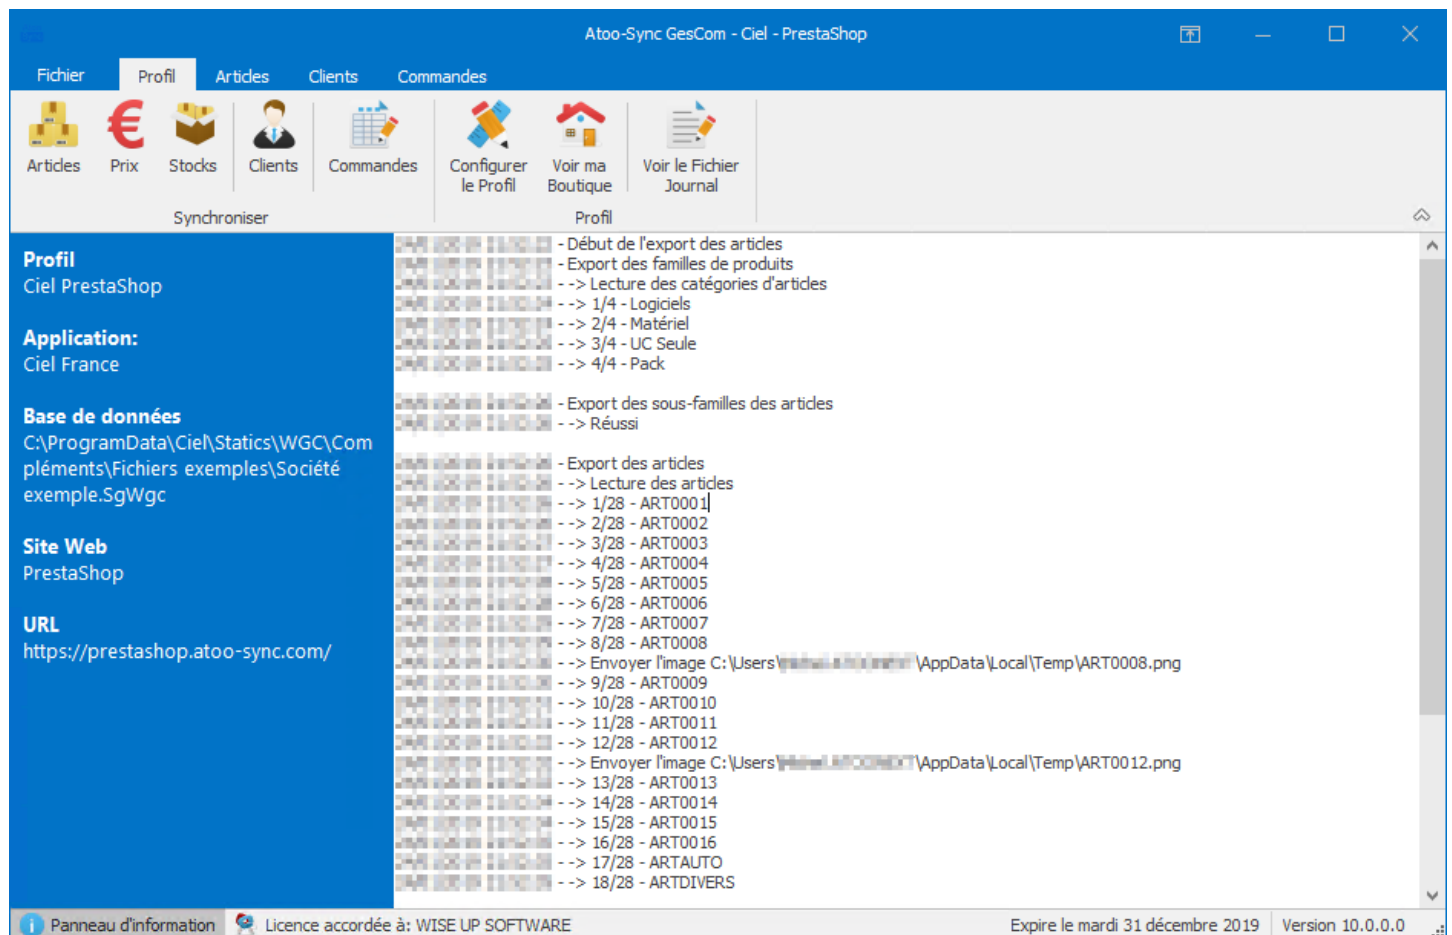 Atoo-Sync GesCom - Ciel - PrestaShop
Fichier Profil Articles Clients Commandes
Articles Prix Stocks Clients Commandes Configurer le Profil Voir ma Boutique Voir le Fichier Journal
Synchroniser Profil
Profil
Ciel PrestaShop
Application:
Ciel France
Base de données
C:\ProgramData\Ciel\Statics\WGC\Com
pléments\Fichiers exemples\Société
exemple.SgWgc
Site Web
PrestaShop
URL
https://prestashop.atoo-sync.com/
- Début de l'export des articles
- Export des familles de produits
- --> Lecture des catégories d'articles
- --> 1/4 - Logiciels
- --> 2/4 - Matériel
- --> 3/4 - UC Seule
- --> 4/4 - Pack
- Export des sous-familles des articles
- --> Réussi
- Export des articles
- --> Lecture des articles
- --> 1/28 - ART0001
- --> 2/28 - ART0002
- --> 3/28 - ART0003
- --> 4/28 - ART0004
- --> 5/28 - ART0005
- --> 6/28 - ART0006
- --> 7/28 - ART0007
- --> 8/28 - ART0008
- --> Envoyer l'image C:\Users\ \AppData\Local\Temp\ART0008.png
- --> 9/28 - ART0009
- --> 10/28 - ART0010
- --> 11/28 - ART0011
- --> 12/28 - ART0012
- --> Envoyer l'image C:\Users\ \AppData\Local\Temp\ART0012.png
- --> 13/28 - ART0013
- --> 14/28 - ART0014
- --> 15/28 - ART0015
- --> 16/28 - ART0016
- --> 17/28 - ARTAUTO
- --> 18/28 - ARTDIVERS
Panneau d'information Licence accordée à: WISE UP SOFTWARE Expire le mardi 31 décembre 2019 Version 10.0.0.0